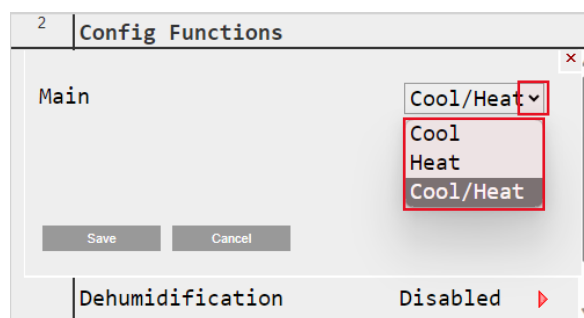 2
Config Functions
Main
Cool/Heat
Cool
Heat
Cool/Heat
Save
Cancel
Dehumidification
Disabled